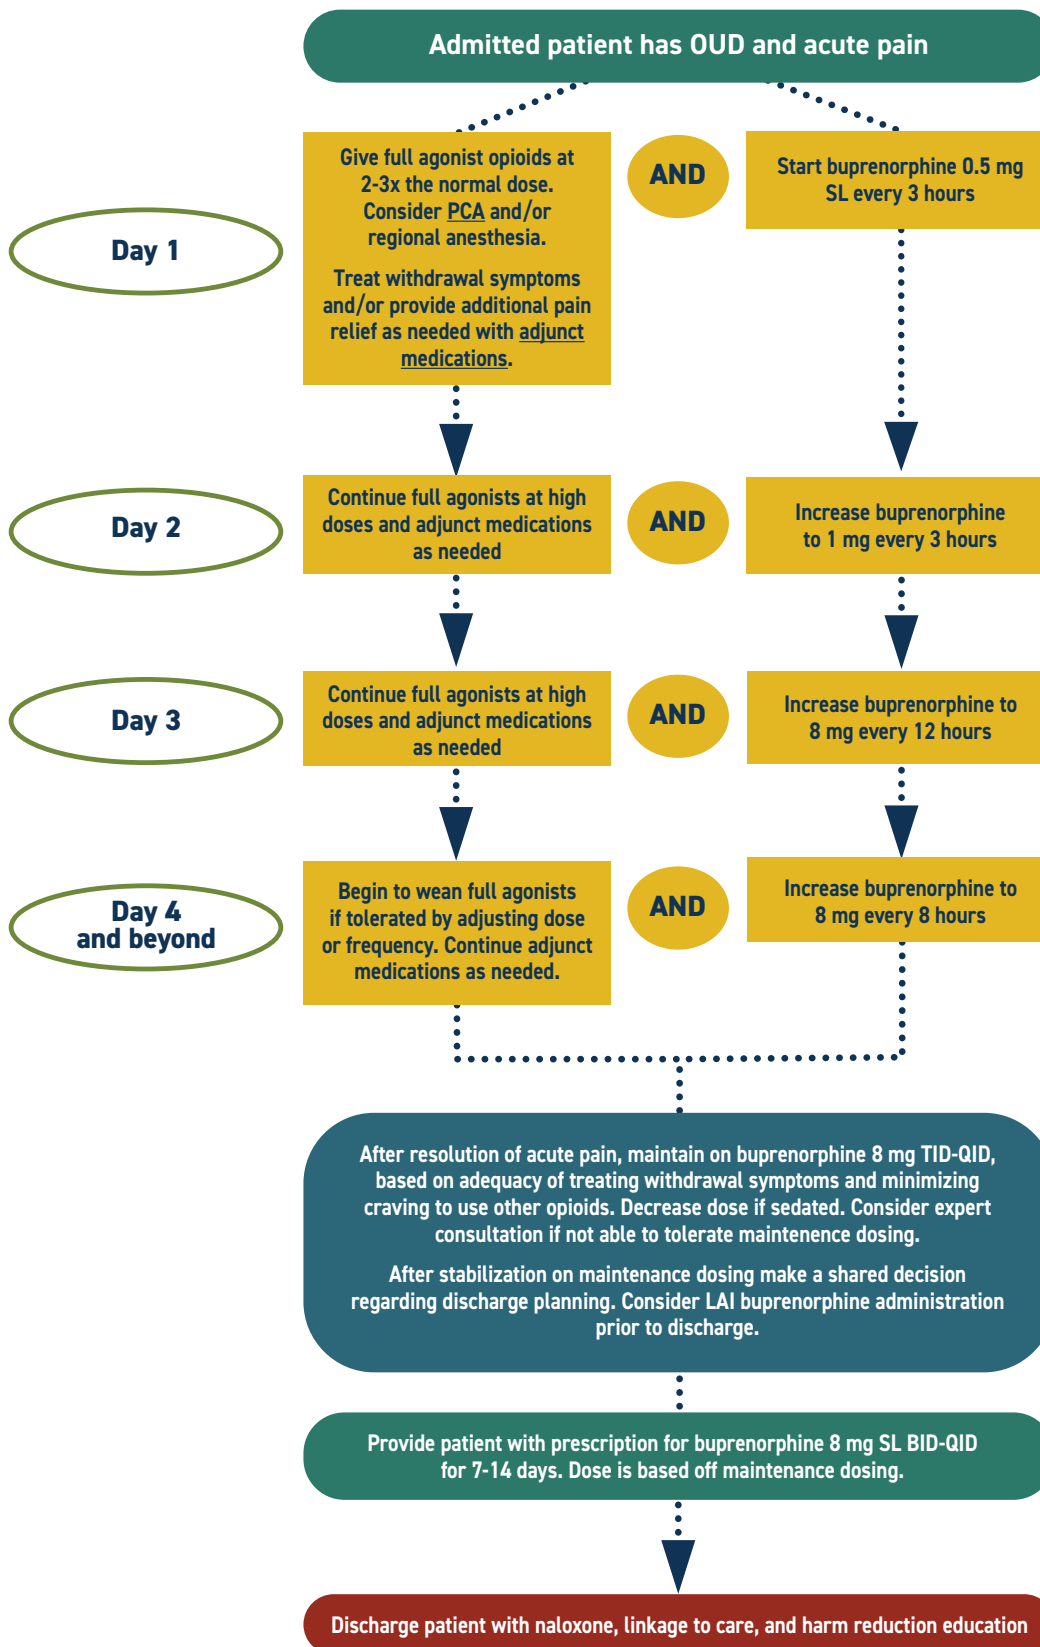 Admitted patient has OUD and acute pain
Day 1
Give full agonist opioids at
2-3x the normal dose.
Consider PCA and/or
regional anesthesia.
Treat withdrawal symptoms
and/or provide additional pain
relief as needed with adjunct
medications.
AND
Start buprenorphine 0.5 mg
SL every 3 hours
Day 2
Continue full agonists at high
doses and adjunct medications
as needed
AND
Increase buprenorphine
to 1 mg every 3 hours
Day 3
Continue full agonists at high
doses and adjunct medications
as needed
AND
Increase buprenorphine to
8 mg every 12 hours
Day 4
and beyond
Begin to wean full agonists
if tolerated by adjusting dose
or frequency. Continue adjunct
medications as needed.
AND
Increase buprenorphine to
8 mg every 8 hours
After resolution of acute pain, maintain on buprenorphine 8 mg TID-QID,
based on adequacy of treating withdrawal symptoms and minimizing
craving to use other opioids. Decrease dose if sedated. Consider expert
consultation if not able to tolerate maintenence dosing.
After stabilization on maintenance dosing make a shared decision
regarding discharge planning. Consider LAI buprenorphine administration
prior to discharge.
Provide patient with prescription for buprenorphine 8 mg SL BID-QID
for 7-14 days. Dose is based off maintenance dosing.
Discharge patient with naloxone, linkage to care, and harm reduction education